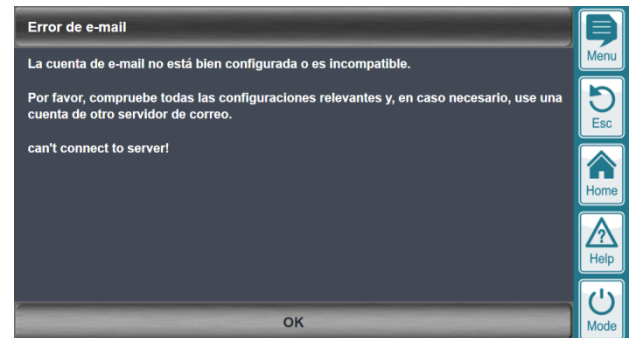 Error de e-mail
La cuenta de e-mail no está bien configurada o es incompatible.
Por favor, compruebe todas las configuraciones relevantes y, en caso necesario, use una
cuenta de otro servidor de correo.
can't connect to server!
OK
Menu
Esc
Home
?
Help
Mode